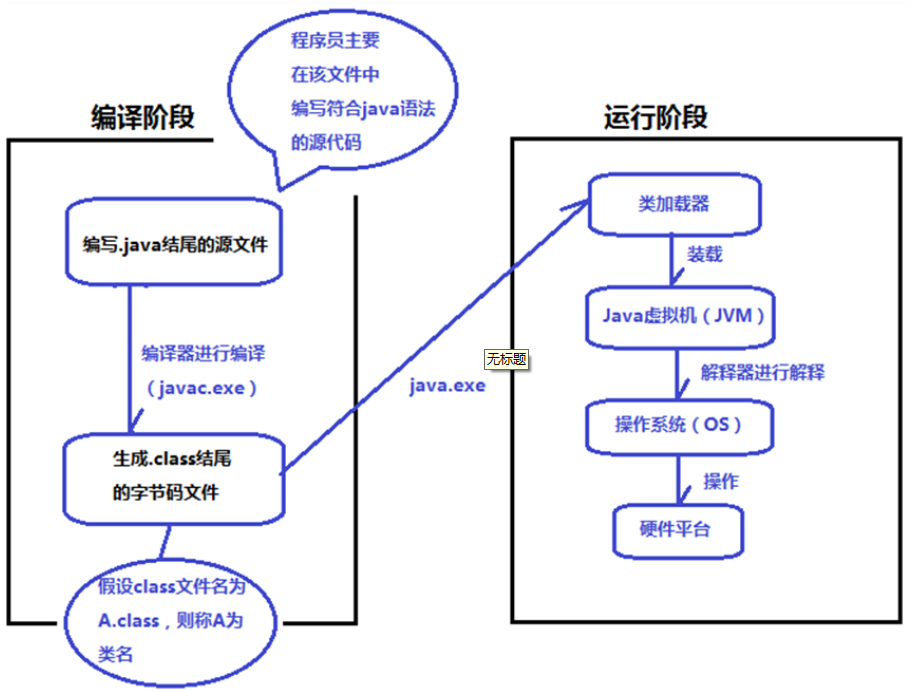 程序员主要
在该文件中
编写符合java语法
的源代码
编译阶段
编写.java结尾的源文件
编译器进行编译
（javac.exe）
生成.class结尾
的字节码文件
假设class文件名为
A.class，则称A为
类名
java.exe
无标题
运行阶段
类加载器
装载
Java虚拟机（JVM）
解释器进行解释
操作系统（OS）
操作
硬件平台